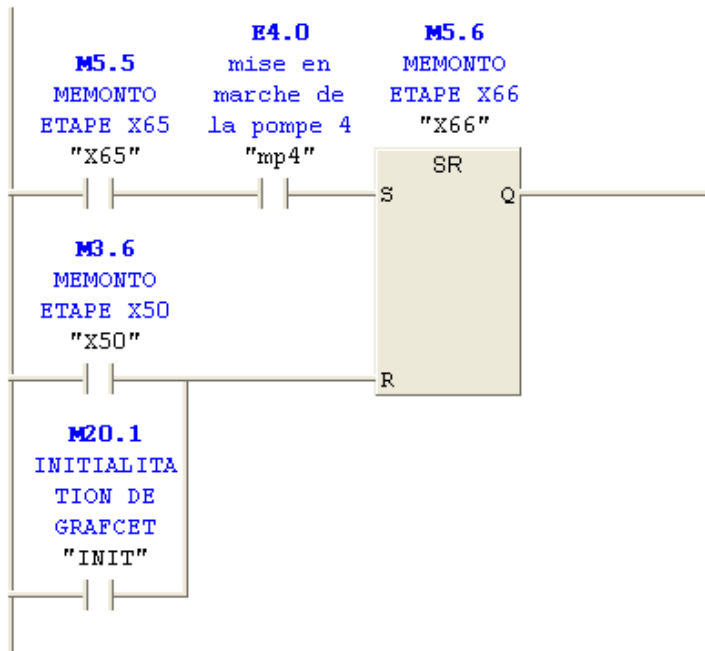 M5.5
MEMONTO
ETAPE X65
"X65"
E4.0
mise en
marche de
la pompe 4
"mp4"
M5.6
MEMONTO
ETAPE X66
"X66"
SR
S
Q
M3.6
MEMONTO
ETAPE X50
"X50"
R
M20.1
INITIALITA
TION DE
GRAFCET
"INIT"